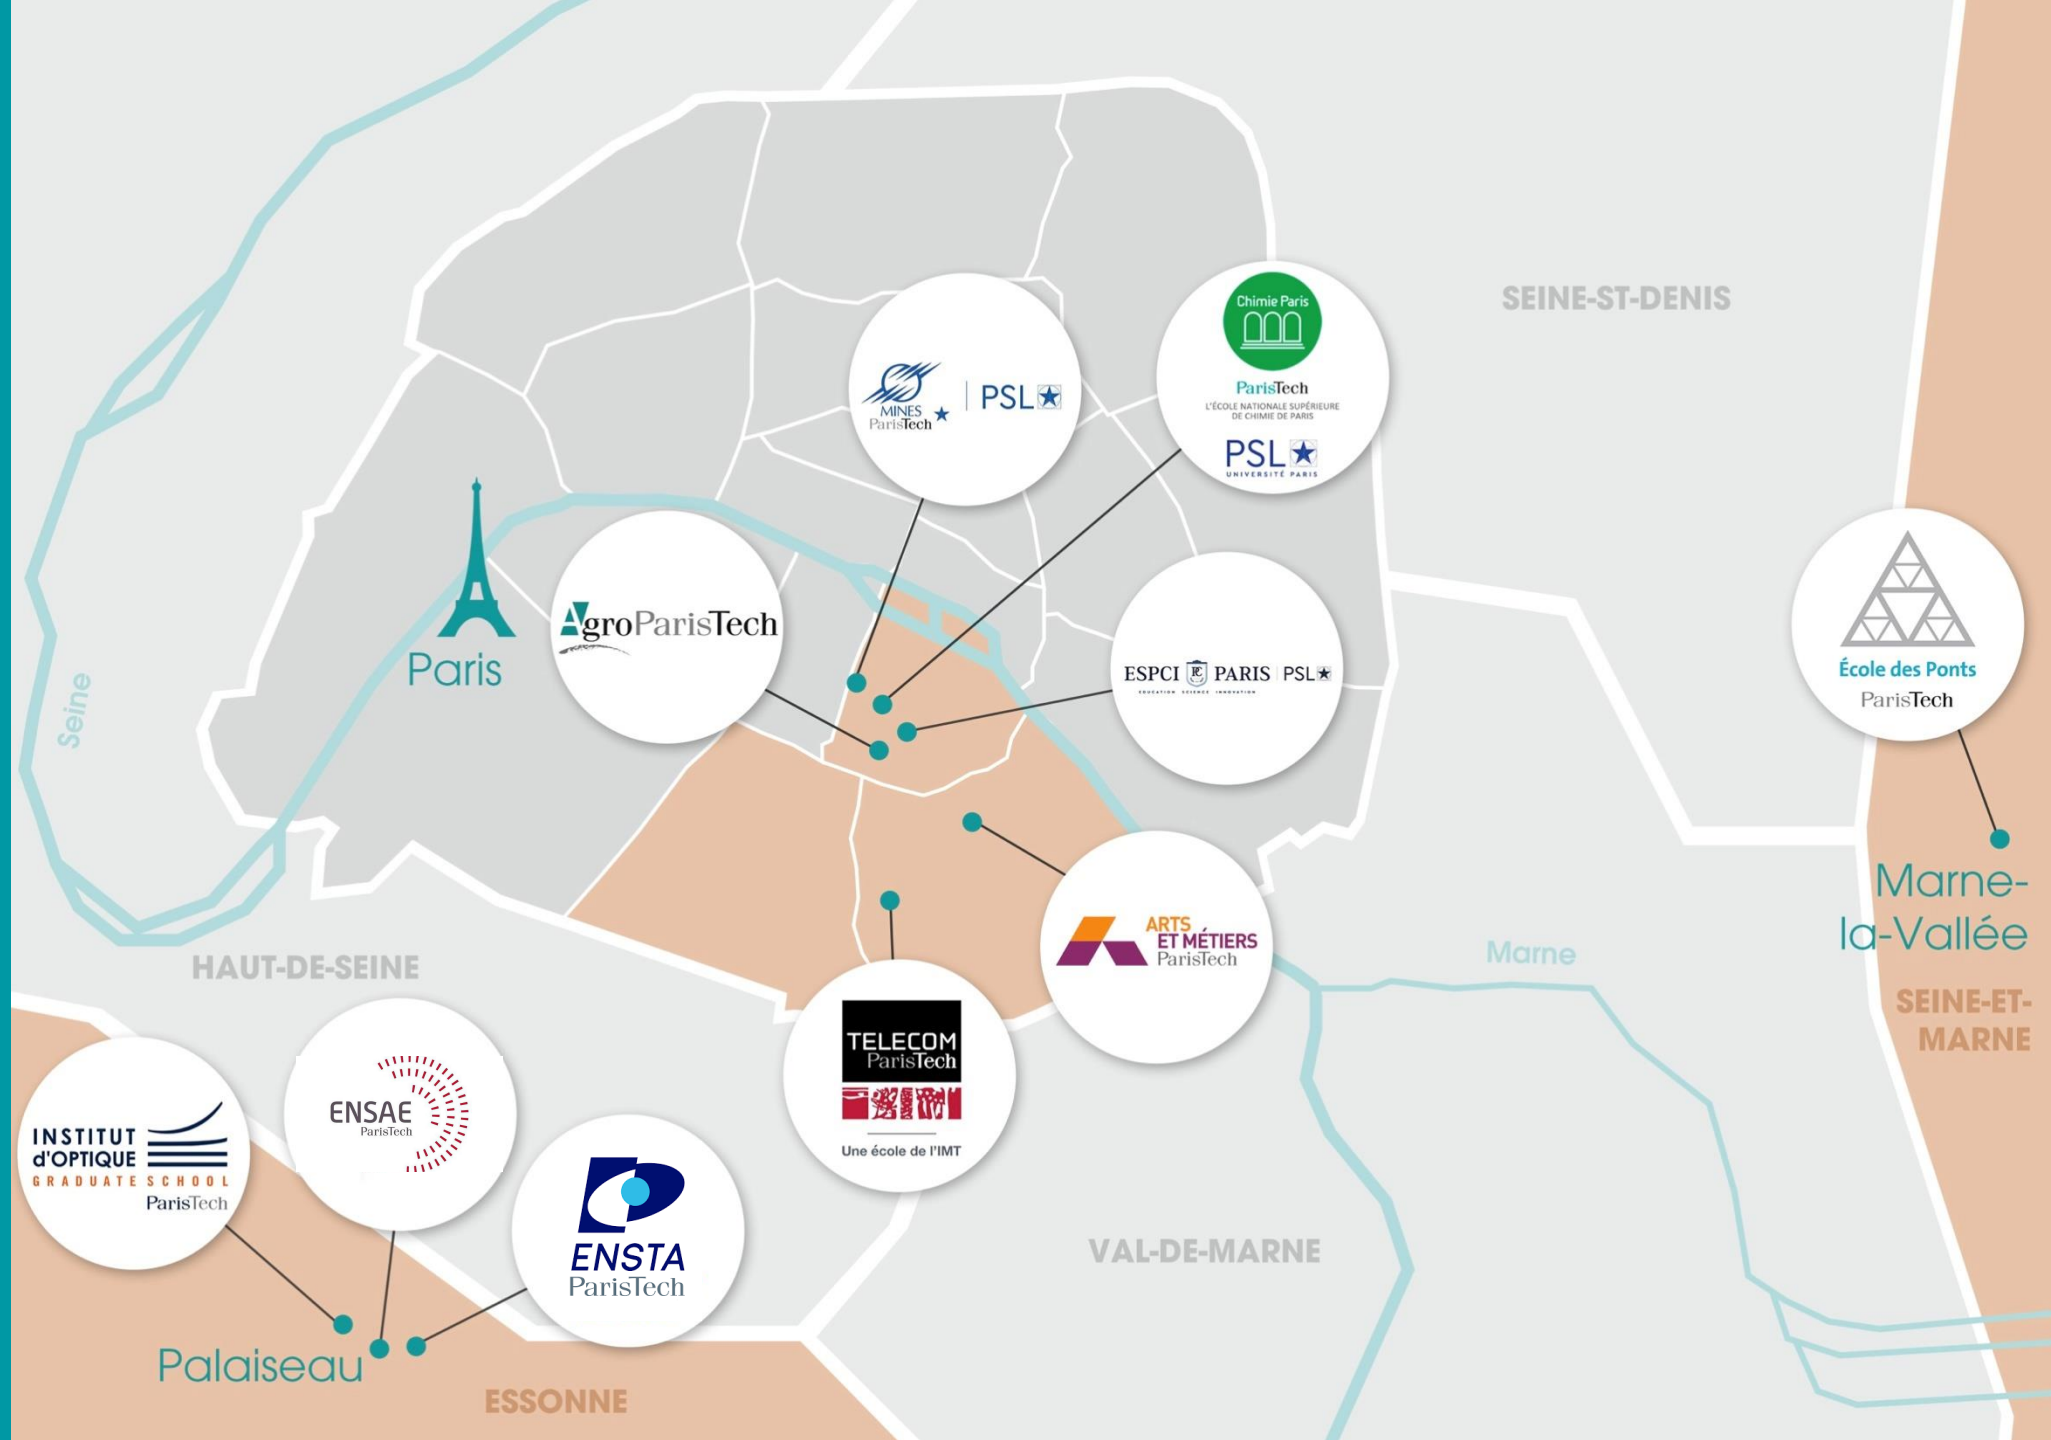 SEINE-ST-DENIS
Chimie Paris
ParisTech
L'ÉCOLE NATIONALE SUPÉRIEURE
DE CHIMIE DE PARIS
PSL
UNIVERSITÉ PARIS
MINES
ParisTech
PSL
Paris
AgroParisTech
ESPCI PARIS PSL
EDUCATION SCIENCE INNOVATION
École des Ponts
ParisTech
Seine
Marne-
la-Vallée
SEINE-ET-
MARNE
Marne
HAUT-DE-SEINE
ARTS
ET MÉTIERS
ParisTech
TELECOM
ParisTech
Une école de l'IMT
ENSAE
ParisTech
INSTITUT
d'OPTIQUE
GRADUATE SCHOOL
ParisTech
ENSTA
ParisTech
VAL-DE-MARNE
Palaiseau
ESSONNE